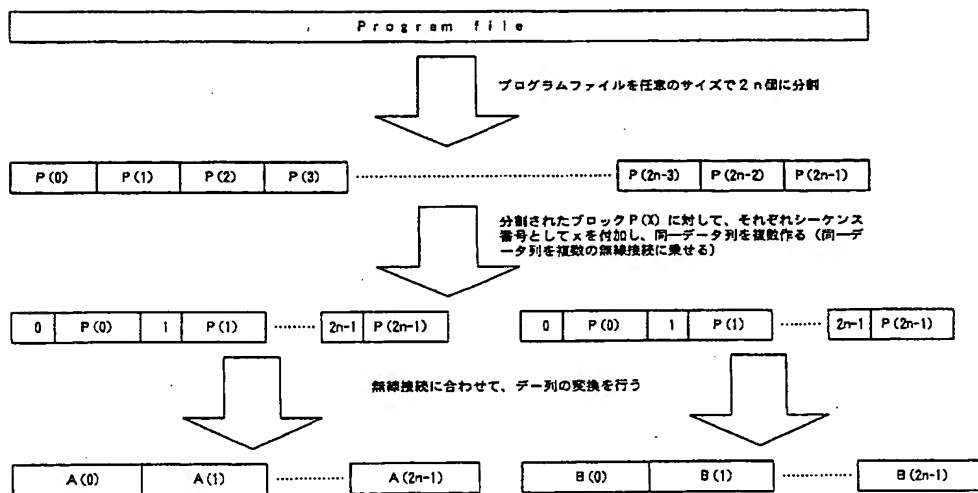 Program file
プログラムファイルを任意のサイズで2n個に分割
P(0) P(1) P(2) P(3) P(2n-3) P(2n-2) P(2n-1)
分割されたブロックP(X)に対して、それぞれシーケンス
番号としてxを付加し、同一データ列を複数作る(同一デ
ータ列を複数の無線接続に乗せる)
0 P(0) 1 P(1) 2n-1 P(2n-1) 0 P(0) 1 P(1) 2n-1 P(2n-1)
無線接続に合わせて、デー列の変換を行う
A(0) A(1) A(2n-1) B(0) B(1) B(2n-1)